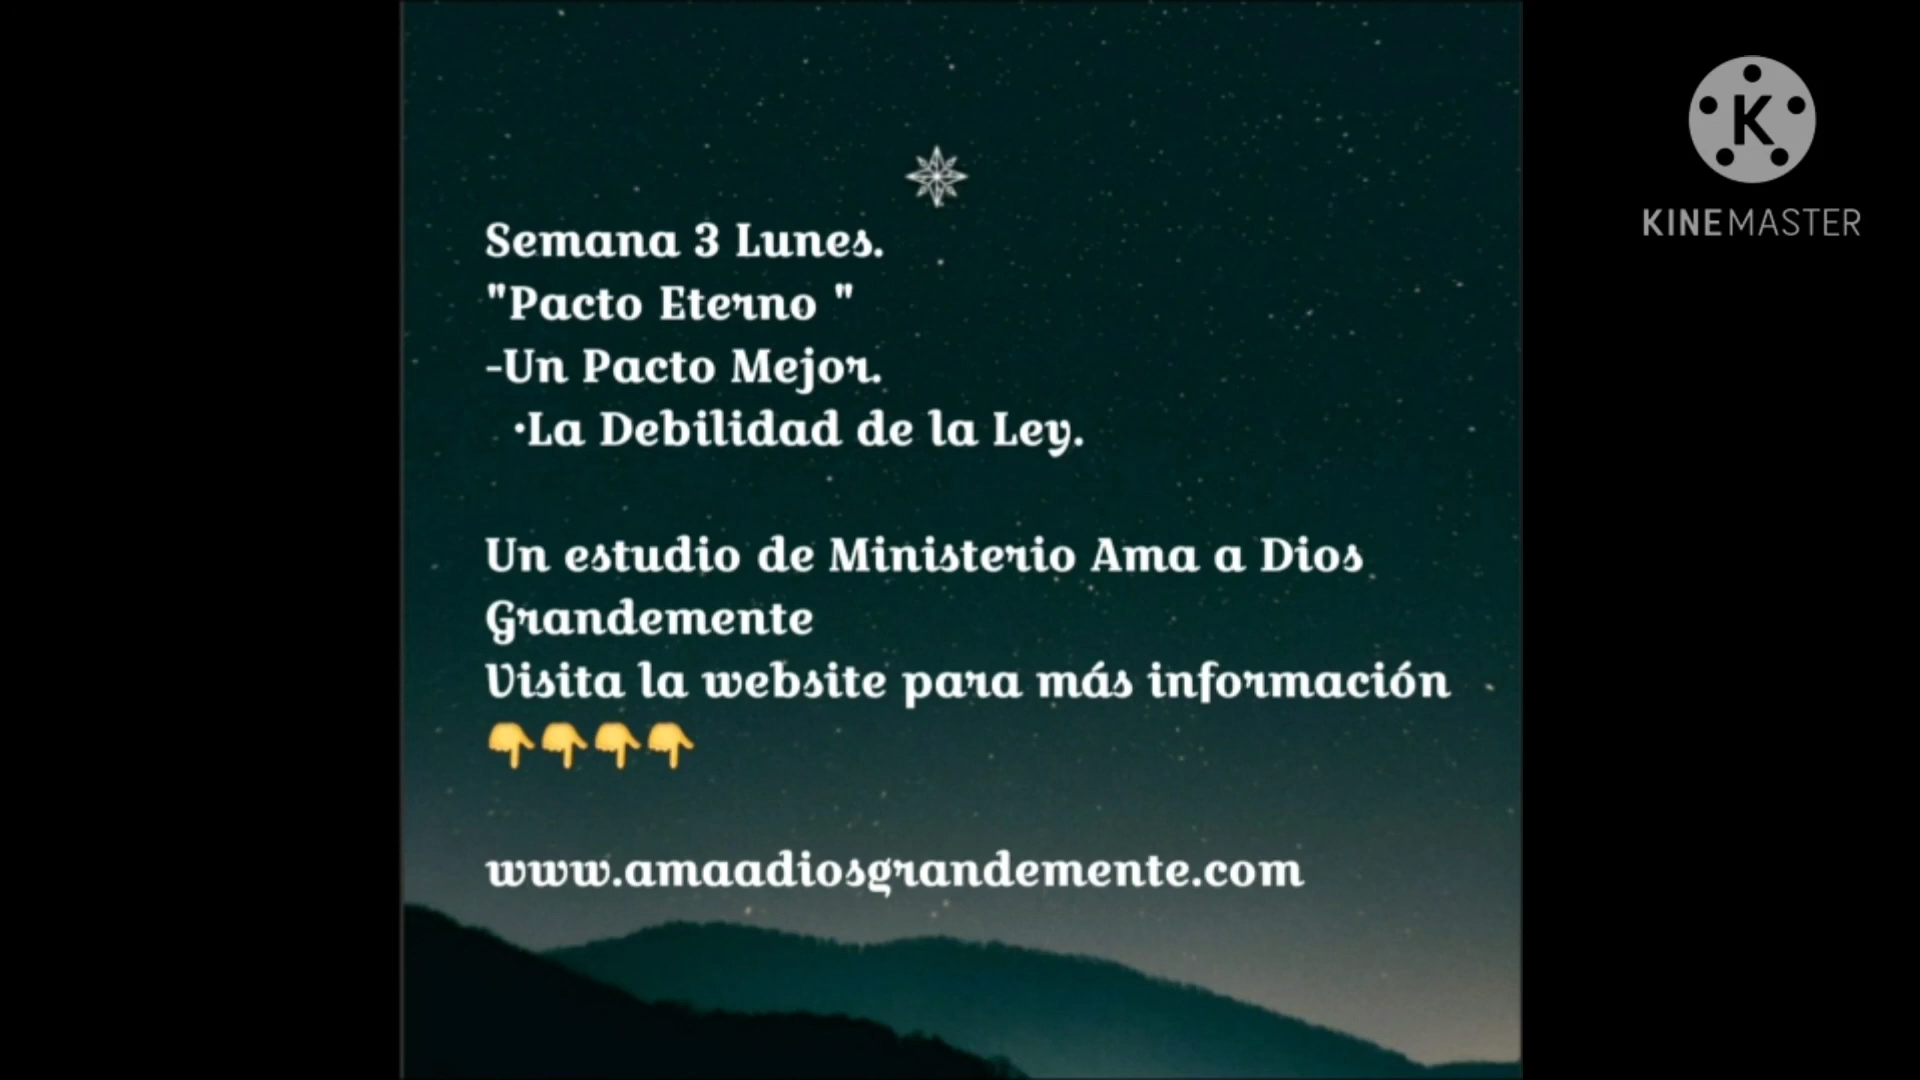 Semana 3 Lunes.
"Pacto Eterno "
-Un Pacto Mejor.
•La Debilidad de la Ley.
Un estudio de Ministerio Ama a Dios
Grandemente
Visita la website para más información
👇👇👇👇
www.amaadiosgrandemente.com
K
KINEMASTER